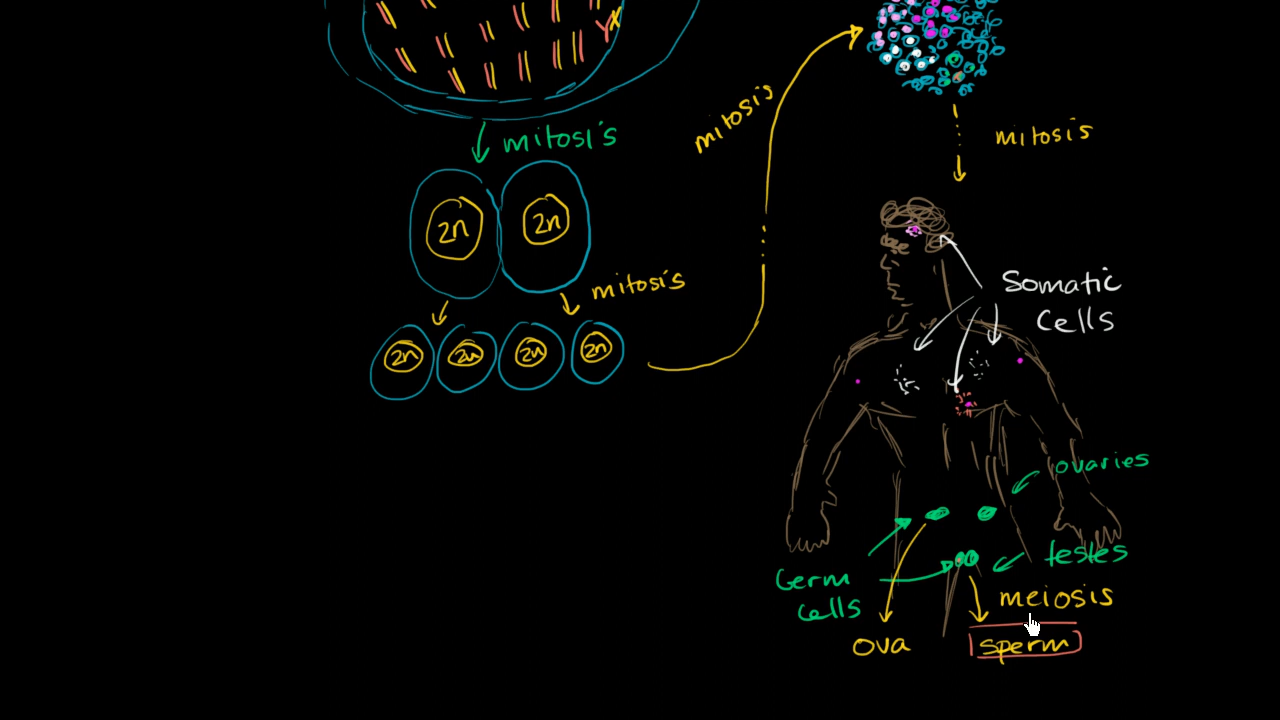 mitosis
2n 2n
mitosis
2n 2n 2n 2n
mitosis
mitosis
Somatic
Cells
ovaries
testes
Germ
cells
meiosis
ova
sperm